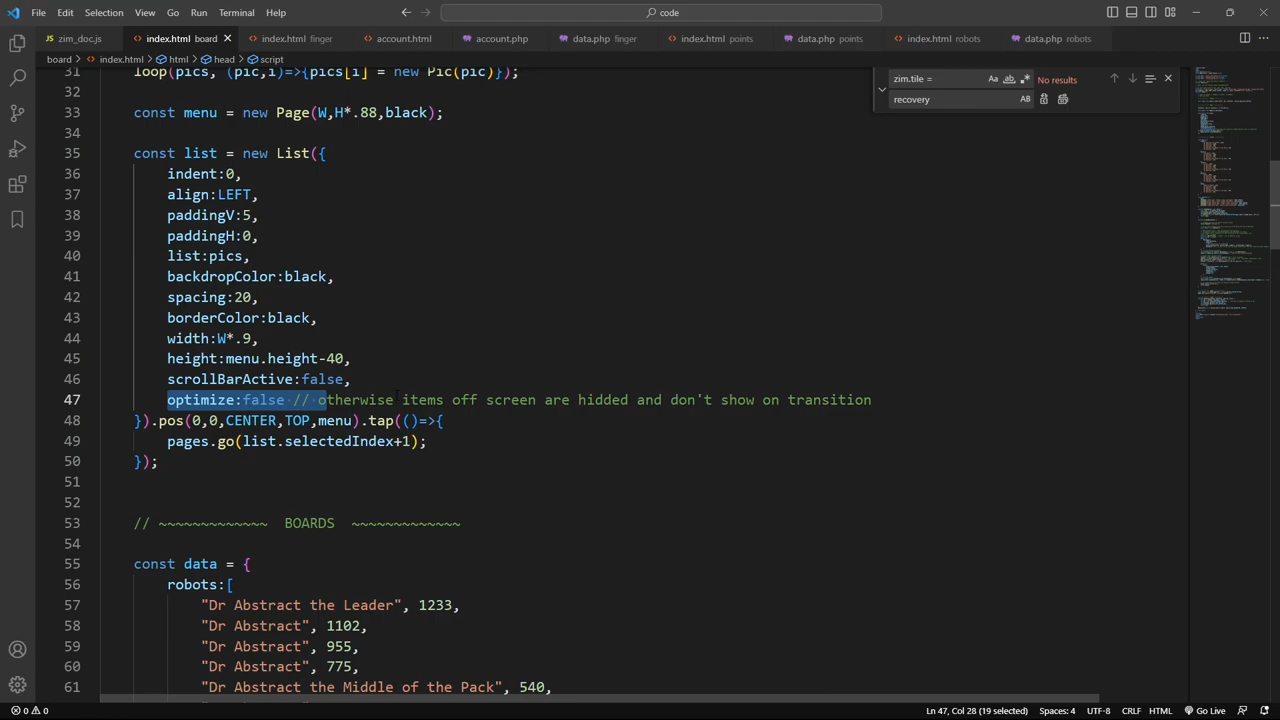 File Edit Selection View Go Run Terminal Help
code
zim_doc.js
index.html board
index.html finger
account.html
account.php
data.php finger
index.html points
data.php points
index.html robots
data.php robots
board > index.html > html > head > script
zim.tile =
Aa ab .* No results
recovery
AB
31 loop(pics, (pic,i)=>{pics[i] = new Pic(pic)});
32
33 const menu = new Page(W,H*.88,black);
34
35 const list = new List({
36 indent:0,
37 align:LEFT,
38 paddingV:5,
39 paddingH:0,
40 list:pics,
41 backdropColor:black,
42 spacing:20,
43 borderColor:black,
44 width:W*.9,
45 height:menu.height-40,
46 scrollBarActive:false,
47 optimize:false // otherwise items off screen are hidded and don't show on transition
48 }).pos(0,0,CENTER,TOP,menu).tap(()=>{
49 pages.go(list.selectedIndex+1);
50 });
51
52
53 // ~~~~~~~~~~~~~ BOARDS ~~~~~~~~~~~~~
54
55 const data = {
56 robots:[
57 "Dr Abstract the Leader", 1233,
58 "Dr Abstract", 1102,
59 "Dr Abstract", 955,
60 "Dr Abstract", 775,
61 "Dr Abstract the Middle of the Pack", 540,
0 0 Ln 47, Col 28 (19 selected) Spaces: 4 UTF-8 CRLF HTML Go Live